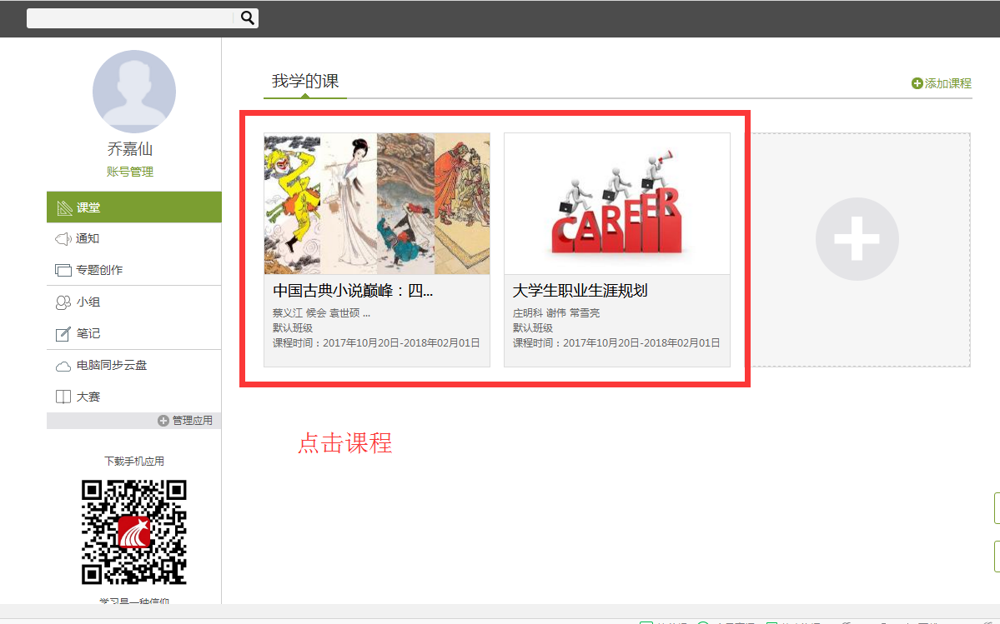 乔嘉仙
账号管理
课堂
通知
专题创作
小组
笔记
电脑同步云盘
大赛
管理应用
下载手机应用
学习是一种信仰
我学的课
添加课程
中国古典小说巅峰：四...
蔡义江 候会 袁世硕 ...
默认班级
课程时间：2017年10月20日-2018年02月01日
CAREER
大学生职业生涯规划
庄明科 谢伟 常雪亮
默认班级
课程时间：2017年10月20日-2018年02月01日
点击课程